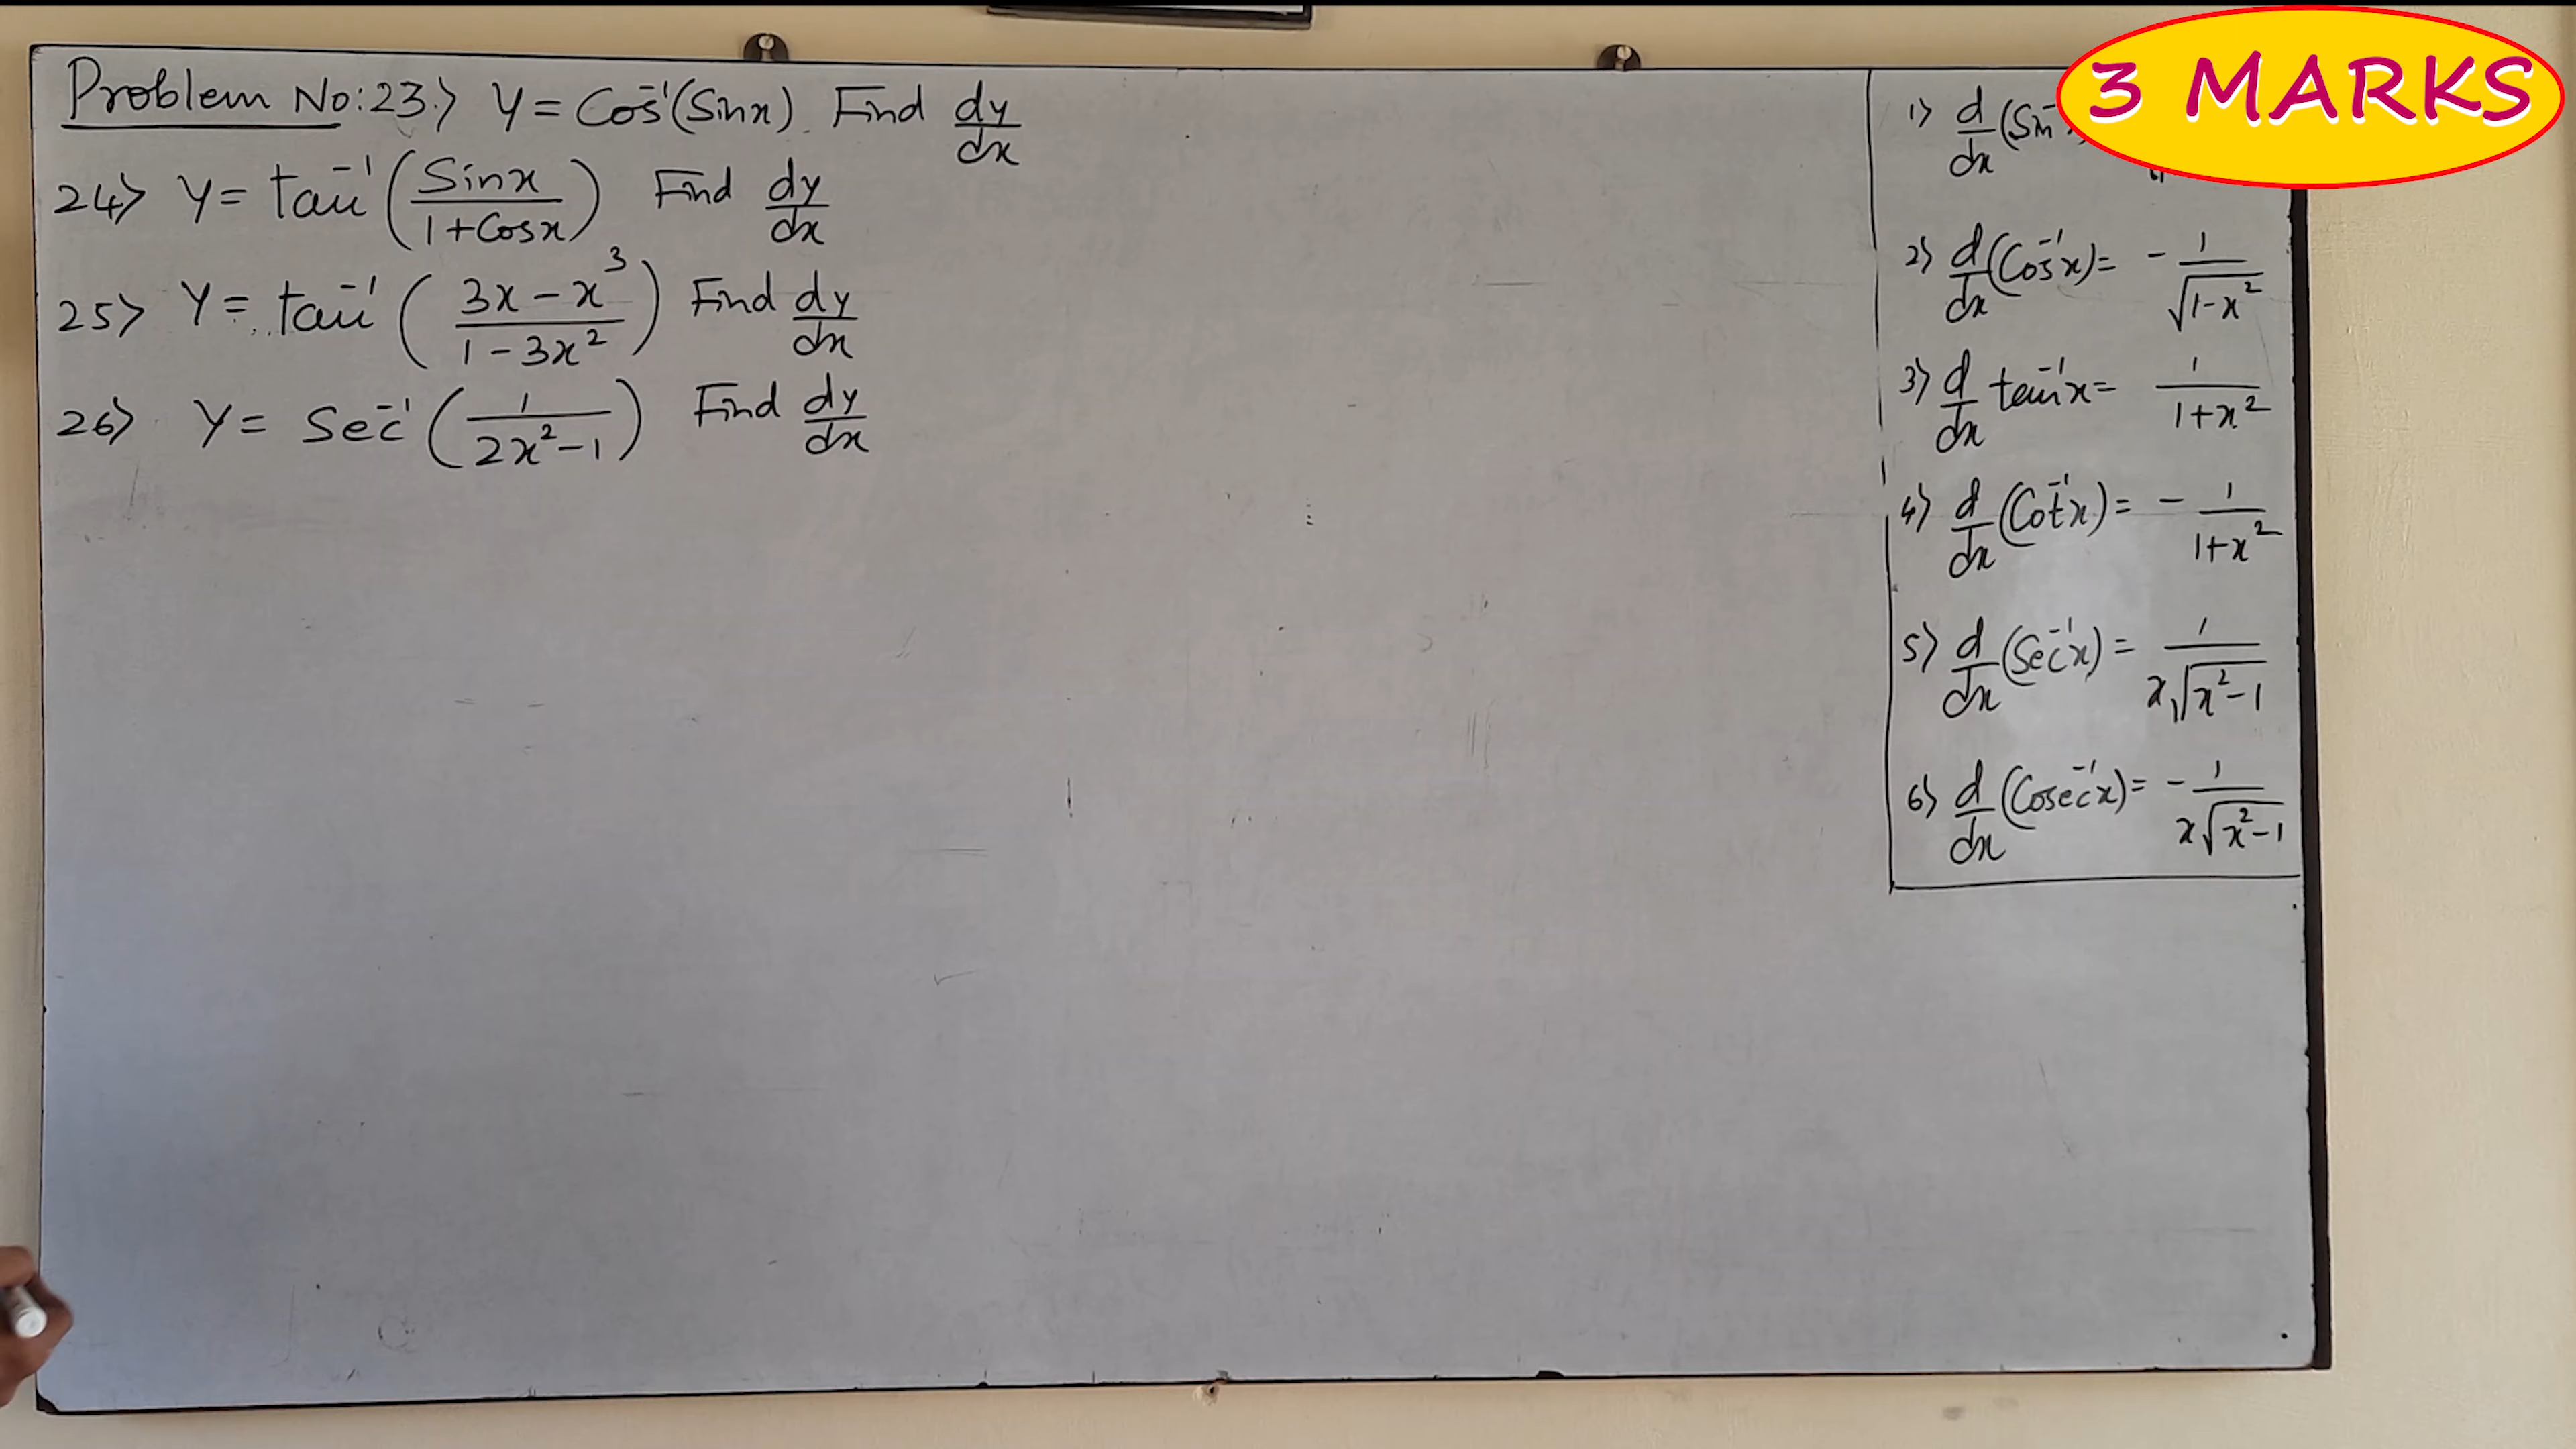 Problem No:23.) Y = Cos⁻¹(Sinx). Find dy/dx
24) Y = tan⁻¹(Sinx/(1+Cosx)) Find dy/dx
25) Y = tan⁻¹((3x-x³)/(1-3x²)) Find dy/dx
26) Y = Sec⁻¹(1/(2x²-1)) Find dy/dx
3 MARKS
1) d/dx (Sin⁻
2) d/dx (Cos⁻¹x) = -1/√(1-x²)
3) d/dx tan⁻¹x = 1/(1+x²)
4) d/dx (Cot⁻¹x) = -1/(1+x²)
5) d/dx (Sec⁻¹x) = 1/(x√(x²-1))
6) d/dx (Cosec⁻¹x) = -1/(x√(x²-1))